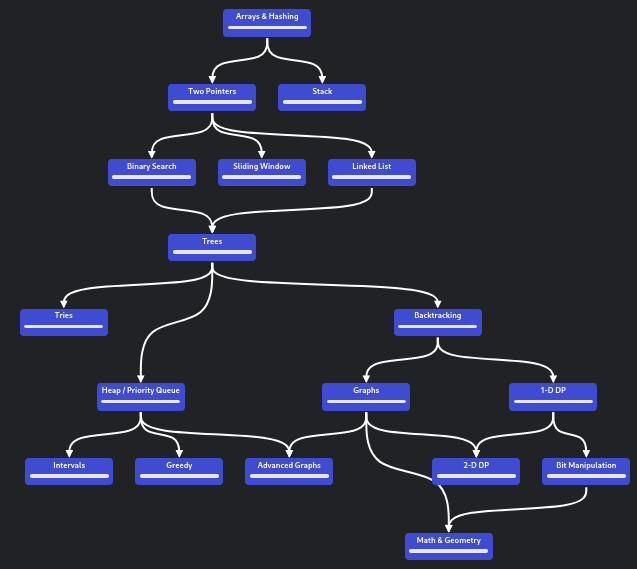 Arrays & Hashing
Two Pointers
Stack
Binary Search
Sliding Window
Linked List
Trees
Tries
Backtracking
Heap / Priority Queue
Graphs
1-D DP
Intervals
Greedy
Advanced Graphs
2-D DP
Bit Manipulation
Math & Geometry